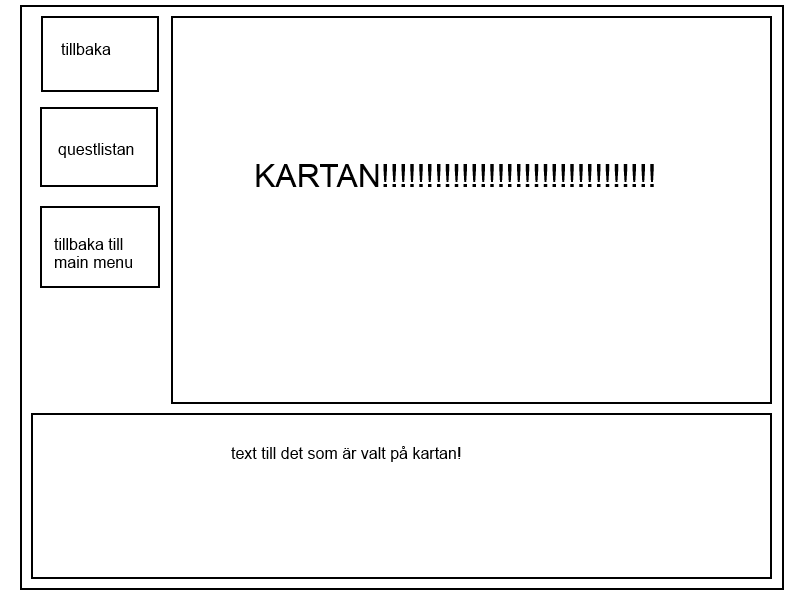 tillbaka
questlistan
tillbaka till
main menu
KARTAN!!!!!!!!!!!!!!!!!!!!!!!!!!!!!!!
text till det som är valt på kartan!